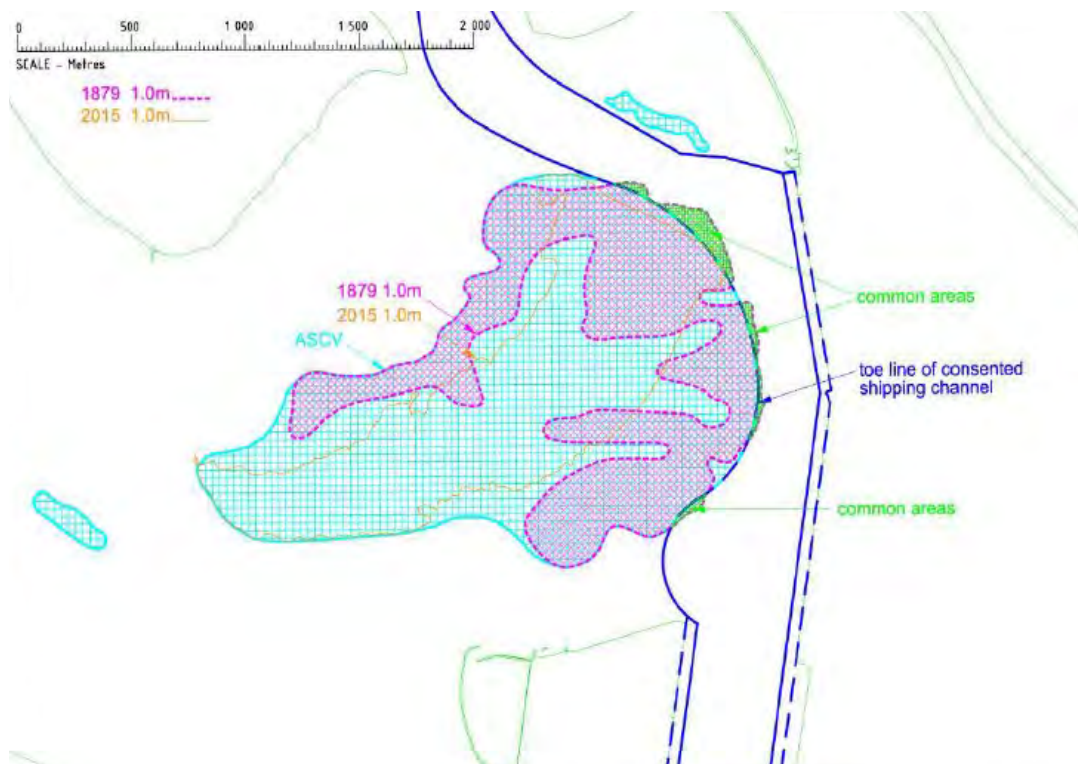 0 500 1 000 1 500 2 000
SCALE - Metres
1879 1.0m
2015 1.0m
1879 1.0m
2015 1.0m
ASCV
common areas
toe line of consented
shipping channel
common areas